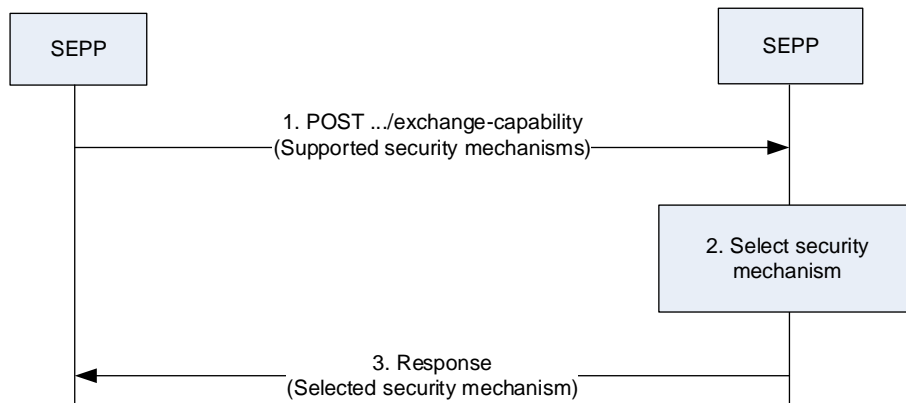 SEPP
SEPP
1. POST .../exchange-capability
(Supported security mechanisms)
2. Select security
mechanism
3. Response
(Selected security mechanism)